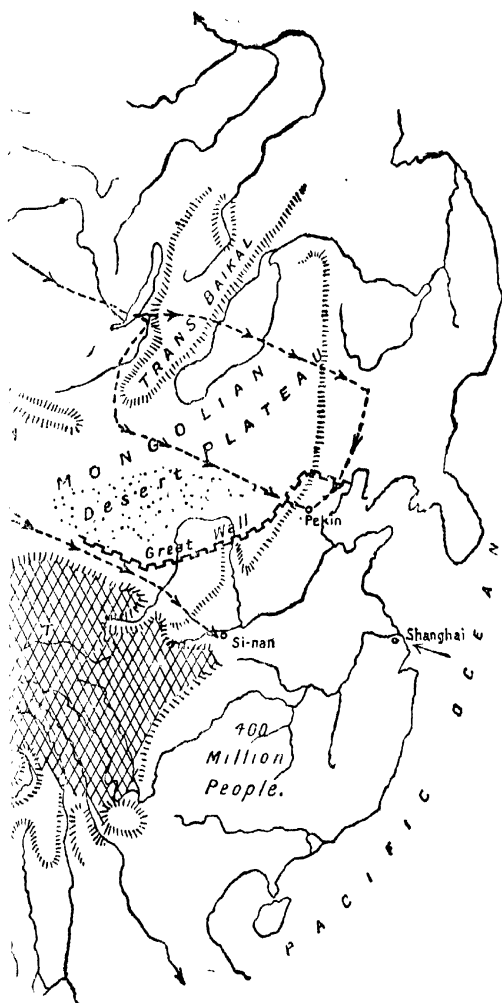 TRANS BAIKAL
MONGOLIAN
PLATEAU
Desert
Great Wall
Pekin
Si-nan
Shanghai
400
Million
People.
PACIFIC OCEAN